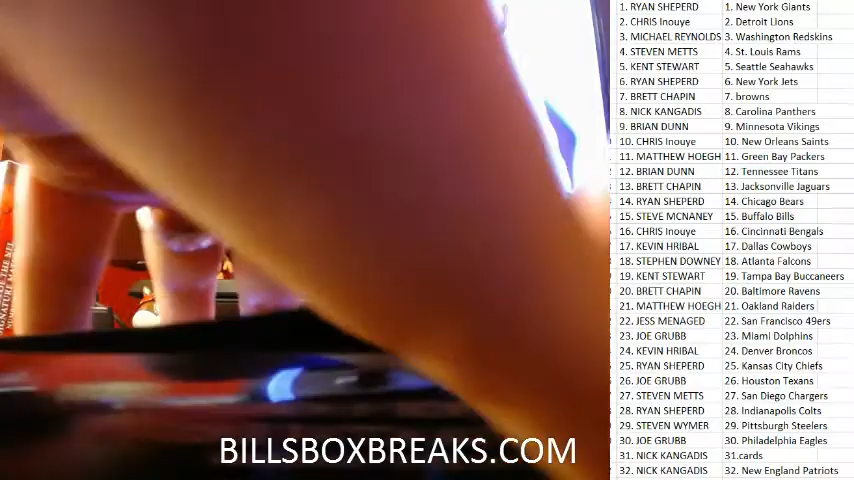 1. RYAN SHEPERD 1. New York Giants
2. CHRIS Inouye 2. Detroit Lions
3. MICHAEL REYNOLDS 3. Washington Redskins
4. STEVEN METTS 4. St. Louis Rams
5. KENT STEWART 5. Seattle Seahawks
6. RYAN SHEPERD 6. New York Jets
7. BRETT CHAPIN 7. browns
8. NICK KANGADIS 8. Carolina Panthers
9. BRIAN DUNN 9. Minnesota Vikings
10. CHRIS Inouye 10. New Orleans Saints
11. MATTHEW HOEGH 11. Green Bay Packers
12. BRIAN DUNN 12. Tennessee Titans
13. BRETT CHAPIN 13. Jacksonville Jaguars
14. RYAN SHEPERD 14. Chicago Bears
15. STEVE MCNANEY 15. Buffalo Bills
16. CHRIS Inouye 16. Cincinnati Bengals
17. KEVIN HRIBAL 17. Dallas Cowboys
18. STEPHEN DOWNEY 18. Atlanta Falcons
19. KENT STEWART 19. Tampa Bay Buccaneers
20. BRETT CHAPIN 20. Baltimore Ravens
21. MATTHEW HOEGH 21. Oakland Raiders
22. JESS MENAGED 22. San Francisco 49ers
23. JOE GRUBB 23. Miami Dolphins
24. KEVIN HRIBAL 24. Denver Broncos
25. RYAN SHEPERD 25. Kansas City Chiefs
26. JOE GRUBB 26. Houston Texans
27. STEVEN METTS 27. San Diego Chargers
28. RYAN SHEPERD 28. Indianapolis Colts
29. STEVEN WYMER 29. Pittsburgh Steelers
30. JOE GRUBB 30. Philadelphia Eagles
31. NICK KANGADIS 31.cards
32. NICK KANGADIS 32. New England Patriots
BILLSBOXBREAKS.COM